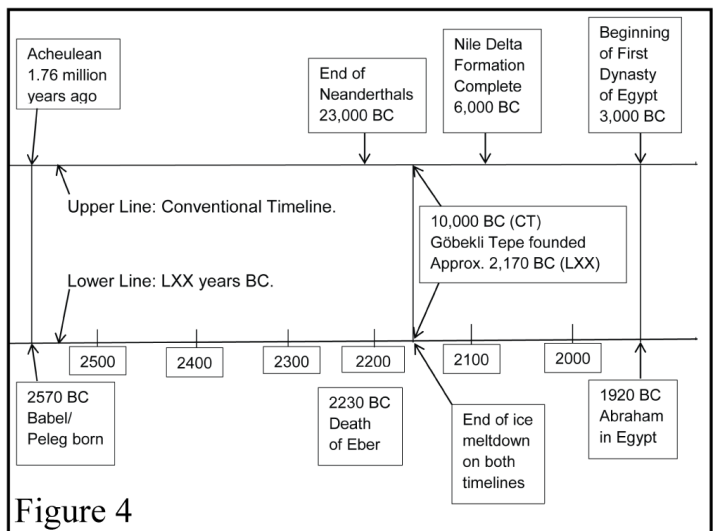 Acheulean
1.76 million
years ago
End of
Neanderthals
23,000 BC
Nile Delta
Formation
Complete
6,000 BC
Beginning
of First
Dynasty
of Egypt
3,000 BC
Upper Line: Conventional Timeline.
10,000 BC (CT)
Göbekli Tepe founded
Approx. 2,170 BC (LXX)
Lower Line: LXX years BC.
2500
2400
2300
2200
2100
2000
2570 BC
Babel/
Peleg born
2230 BC
Death
of Eber
End of ice
meltdown
on both
timelines
1920 BC
Abraham
in Egypt
Figure 4